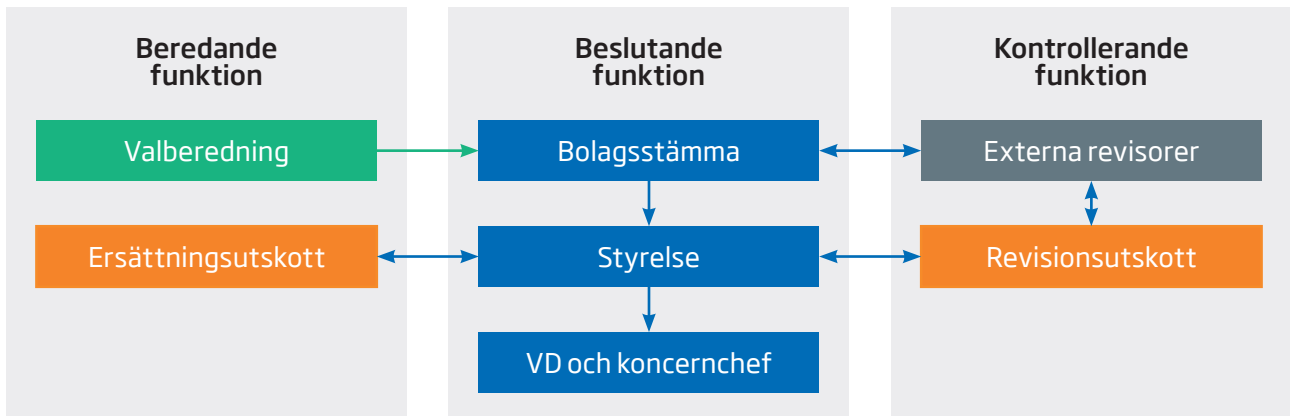 Beredande
funktion
Valberedning
Ersättningsutskott
Beslutande
funktion
Bolagsstämma
Styrelse
VD och koncernchef
Kontrollerande
funktion
Externa revisorer
Revisionsutskott